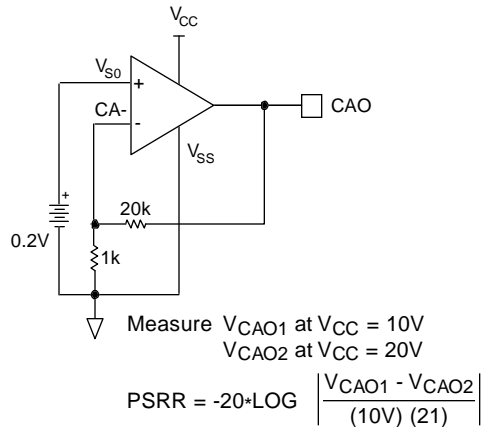 VCC
VS0
+
CA-
-
CAO
VSS
+
20k
0.2V
1k
Measure VCAO1 at VCC = 10V
VCAO2 at VCC = 20V
PSRR = -20*LOG | VCAO1 - VCAO2 |
(10V) (21)